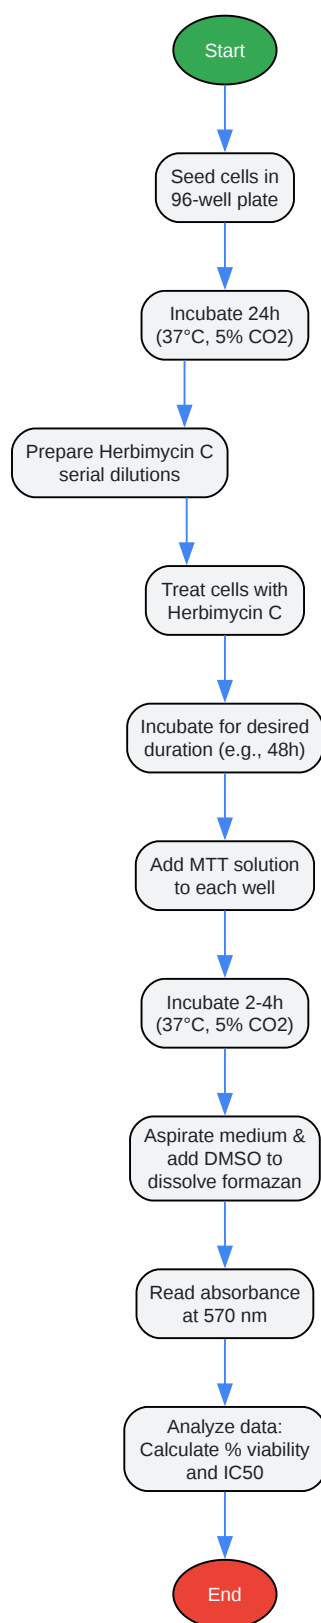 Start
Seed cells in
96-well plate
Incubate 24h
(37°C, 5% CO2)
Prepare Herbimycin C
serial dilutions
Treat cells with
Herbimycin C
Incubate for desired
duration (e.g., 48h)
Add MTT solution
to each well
Incubate 2-4h
(37°C, 5% CO2)
Aspirate medium &
add DMSO to
dissolve formazan
Read absorbance
at 570 nm
Analyze data:
Calculate % viability
and IC50
End